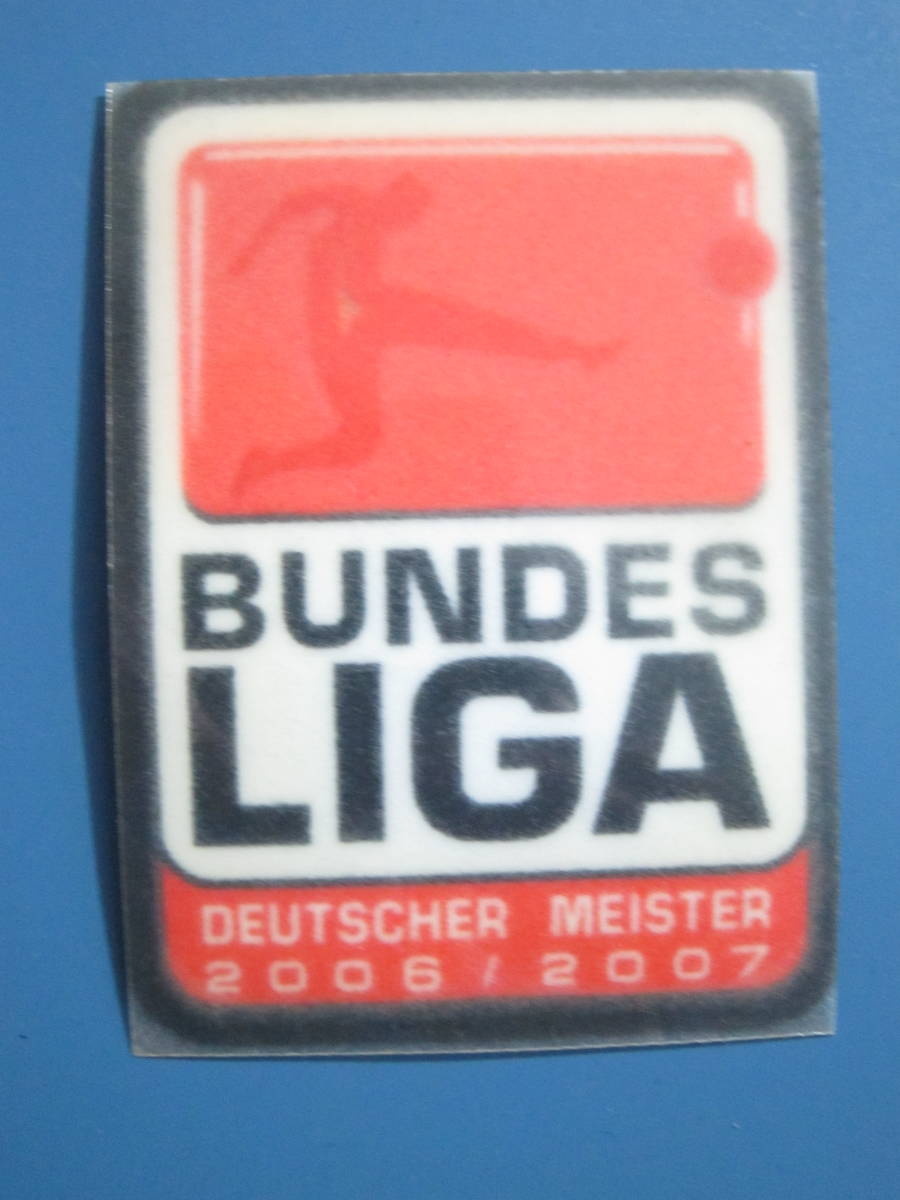 BUNDES
LIGA
DEUTSCHER MEISTER
2006/2007